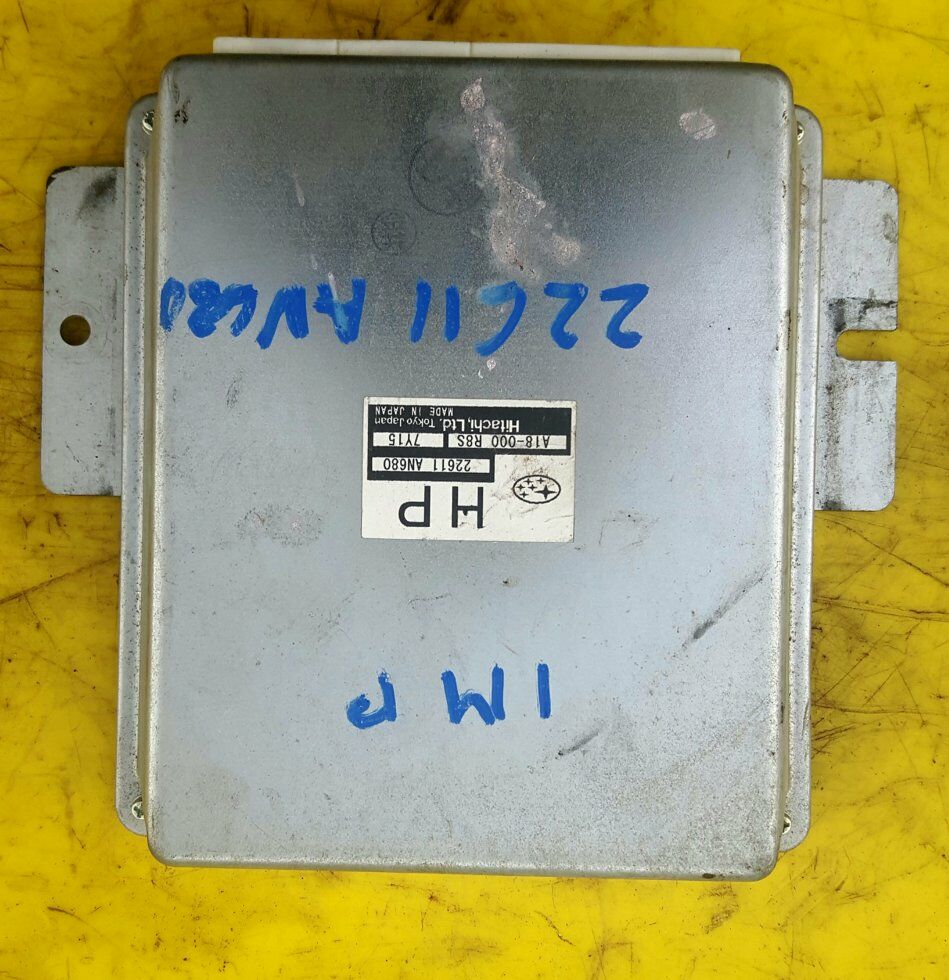 IMP
HP
22611 AN680
A18-000 R8S 7Y15
Hitachi,Ltd. Tokyo Japan
MADE IN JAPAN
22611 AN680